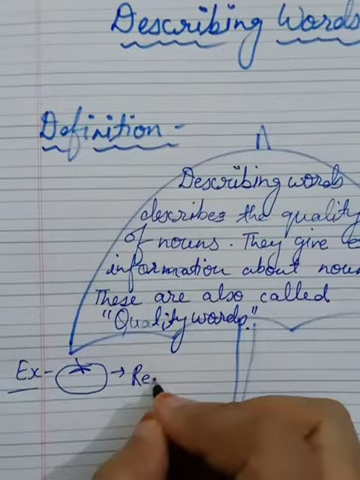 Describing Words
Definition -
Describing words
describes the quality
of nouns. They give
information about noun
These are also called
"Quality words".
Ex - → Re